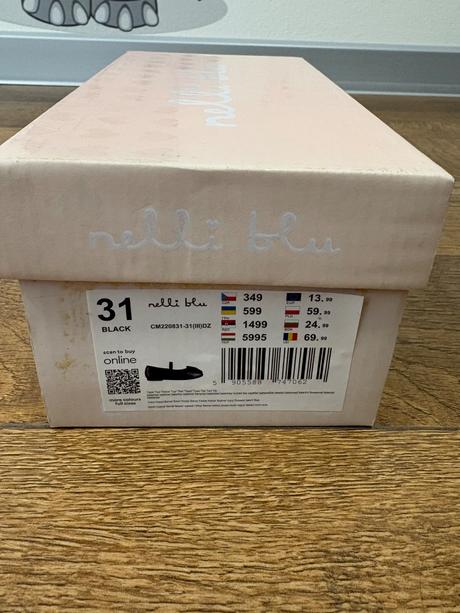 nelli blu
nelli blu
31
BLACK
nelli blu
CM220831-31(III)DZ
349
599
1499
5995
13.99
59.99
24.99
69.99
scan to buy
online
more colours
full sizes
5 905588 747062